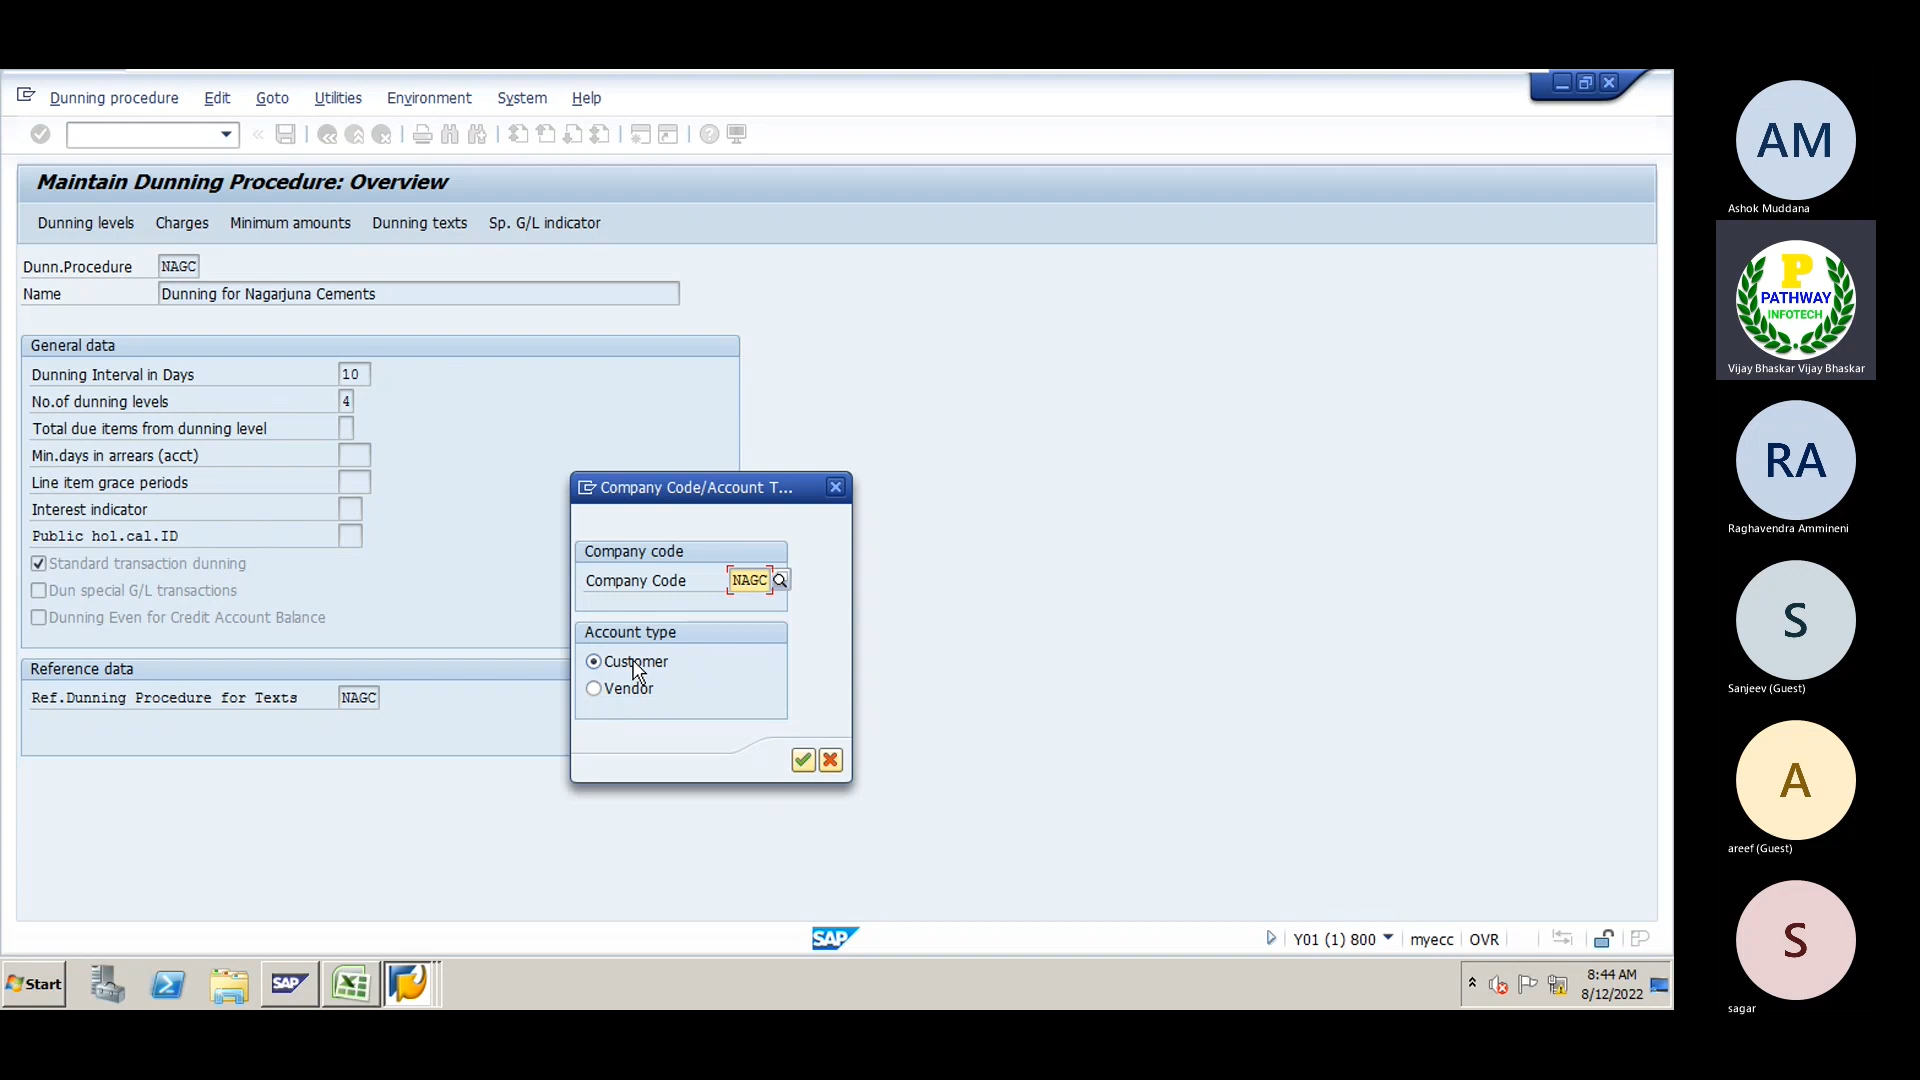 Dunning procedure Edit Goto Utilities Environment System Help
Maintain Dunning Procedure: Overview
Dunning levels Charges Minimum amounts Dunning texts Sp. G/L indicator
Dunn.Procedure NAGC
Name Dunning for Nagarjuna Cements
General data
Dunning Interval in Days 10
No.of dunning levels 4
Total due items from dunning level
Min.days in arrears (acct)
Line item grace periods
Interest indicator
Public hol.cal.ID
Standard transaction dunning
Dun special G/L transactions
Dunning Even for Credit Account Balance
Reference data
Ref.Dunning Procedure for Texts NAGC
Company Code/Account T...
Company code
Company Code NAGC
Account type
Customer
Vendor
SAP
Y01 (1) 800 myecc OVR
Start
SAP
8:44 AM
8/12/2022
AM
Ashok Muddana
P
PATHWAY
INFOTECH
Vijay Bhaskar Vijay Bhaskar
RA
Raghavendra Ammineni
S
Sanjeev (Guest)
A
areef (Guest)
S
sagar